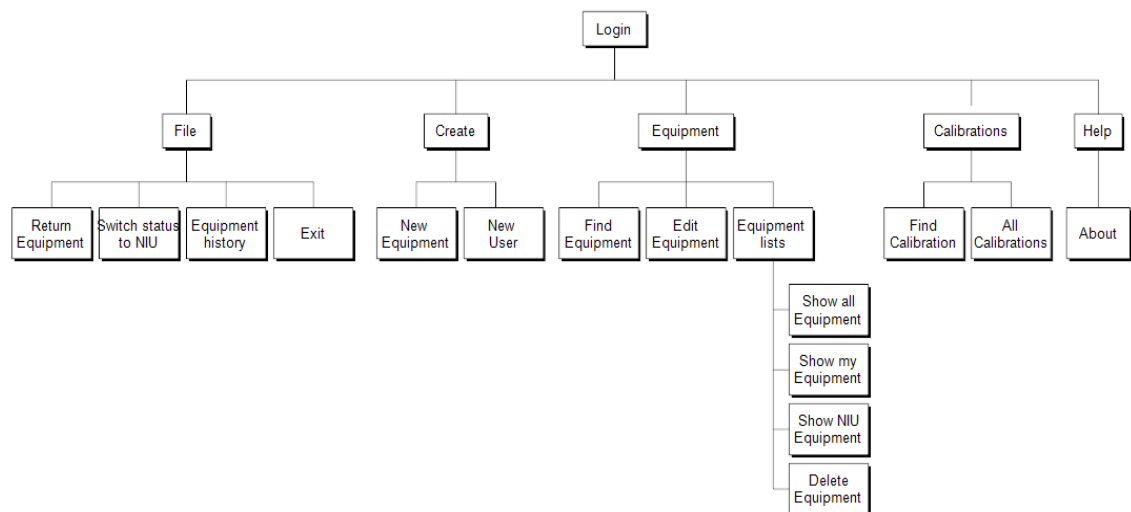 Login
File
Create
Equipment
Calibrations
Help
Return
Equipment
Switch status
to NIU
Equipment
history
Exit
New
Equipment
New
User
Find
Equipment
Edit
Equipment
Equipment
lists
Find
Calibration
All
Calibrations
About
Show all
Equipment
Show my
Equipment
Show NIU
Equipment
Delete
Equipment